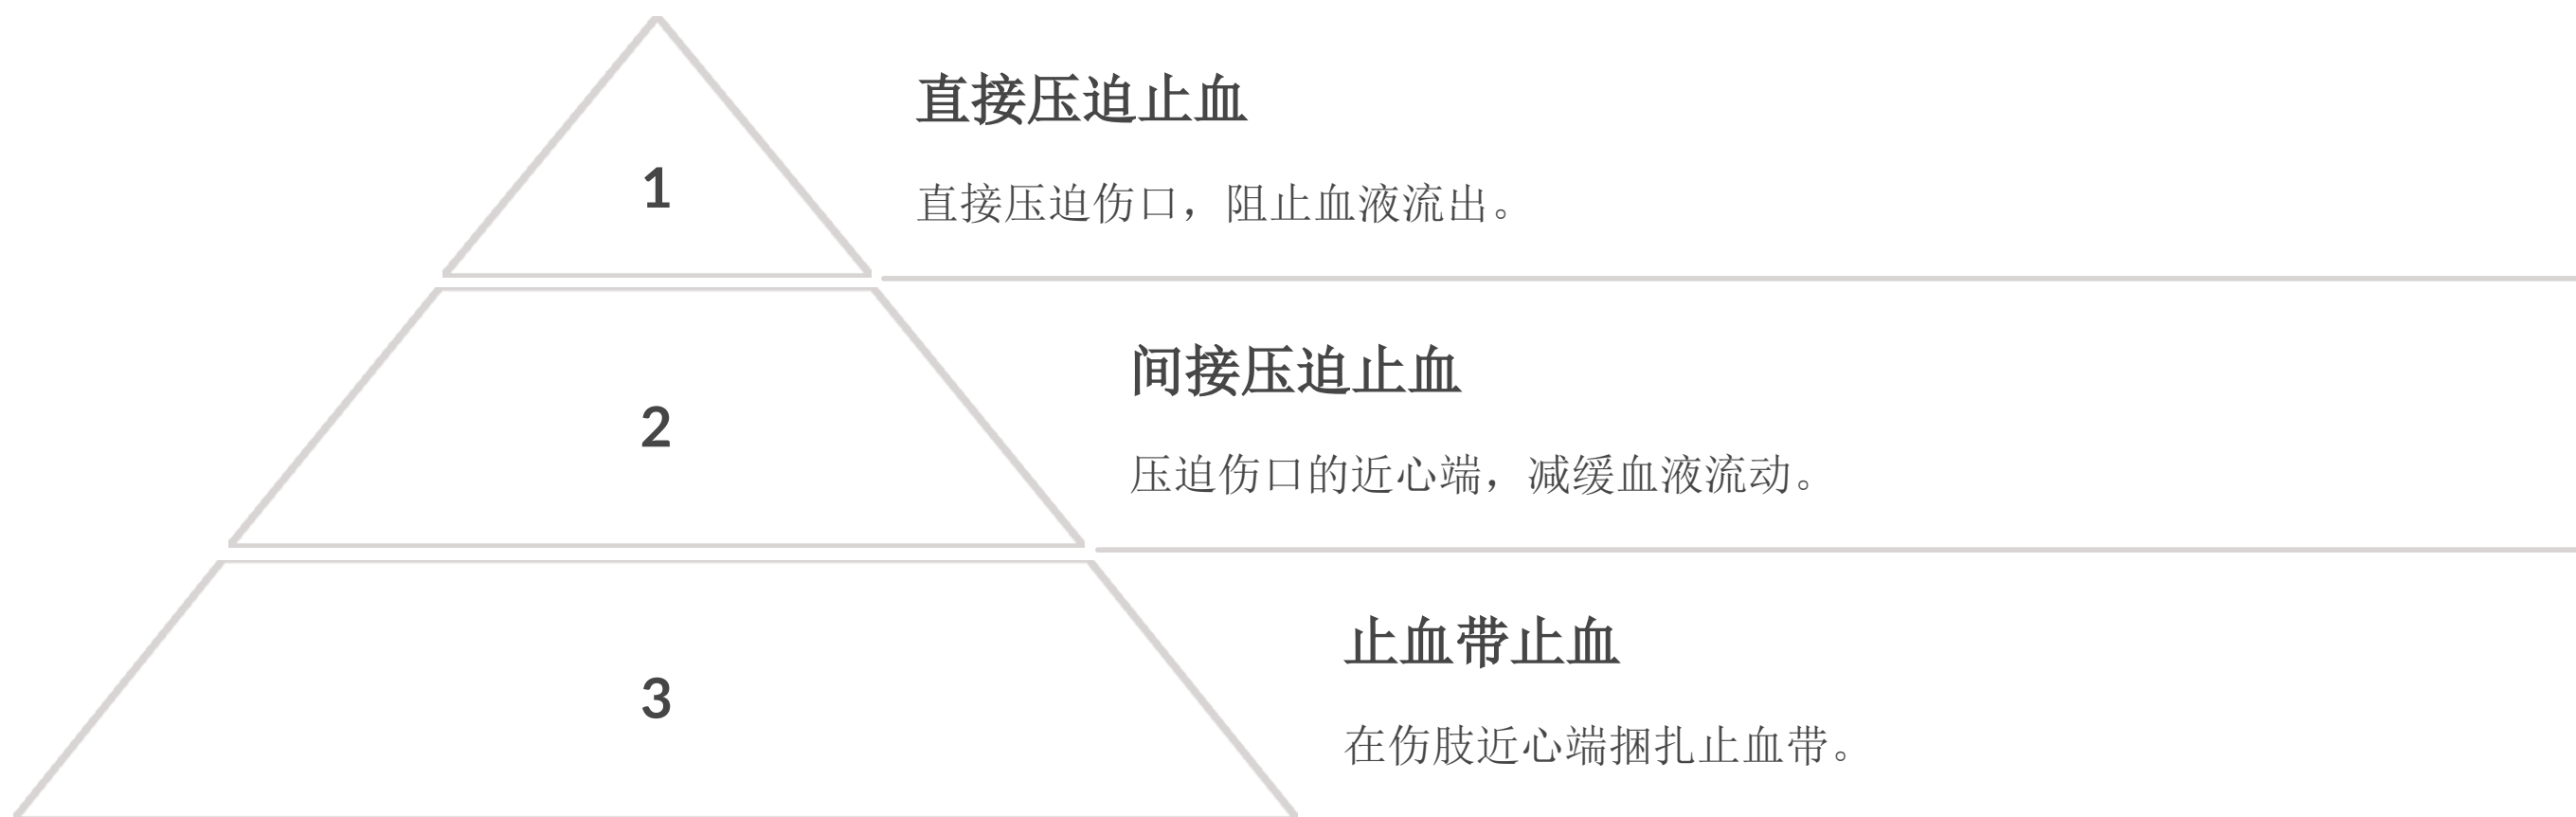 直接压迫止血
1
直接压迫伤口，阻止血液流出。
间接压迫止血
2
压迫伤口的近心端，减缓血液流动。
止血带止血
3
在伤肢近心端捆扎止血带。